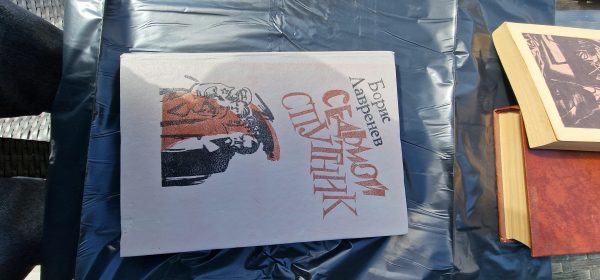 Борис
Лавренев
СЕДЬМОЙ
СПУТНИК